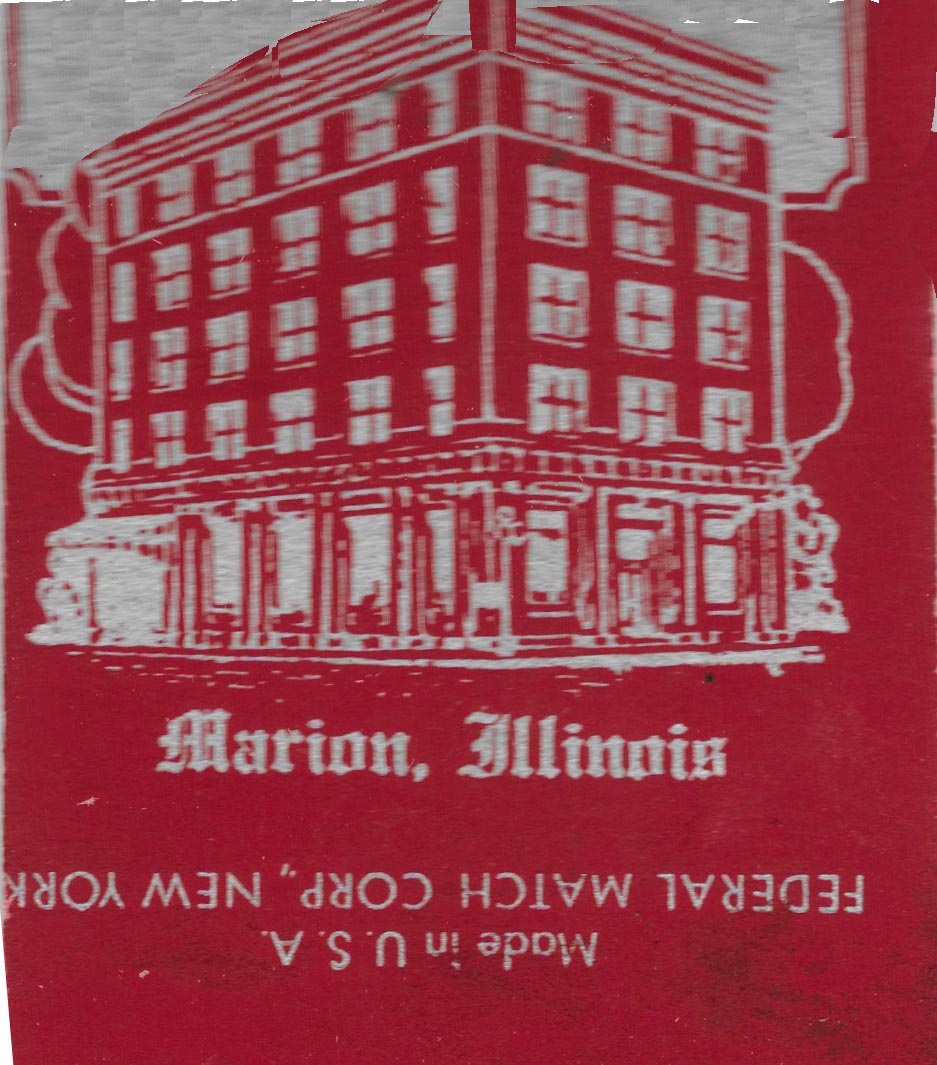 Marion, Illinois
FEDERAL MATCH CORP., NEW YORK
Made in U.S.A.